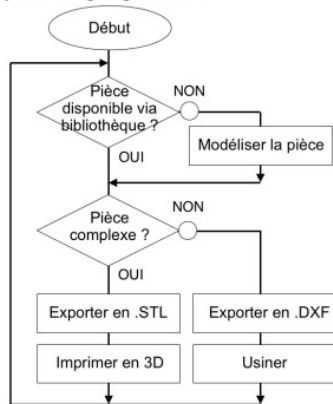 Début
Pièce
disponible via
bibliothèque ?
NON
Modéliser la pièce
OUI
Pièce
complexe ?
NON
OUI
Exporter en .STL
Exporter en .DXF
Imprimer en 3D
Usiner